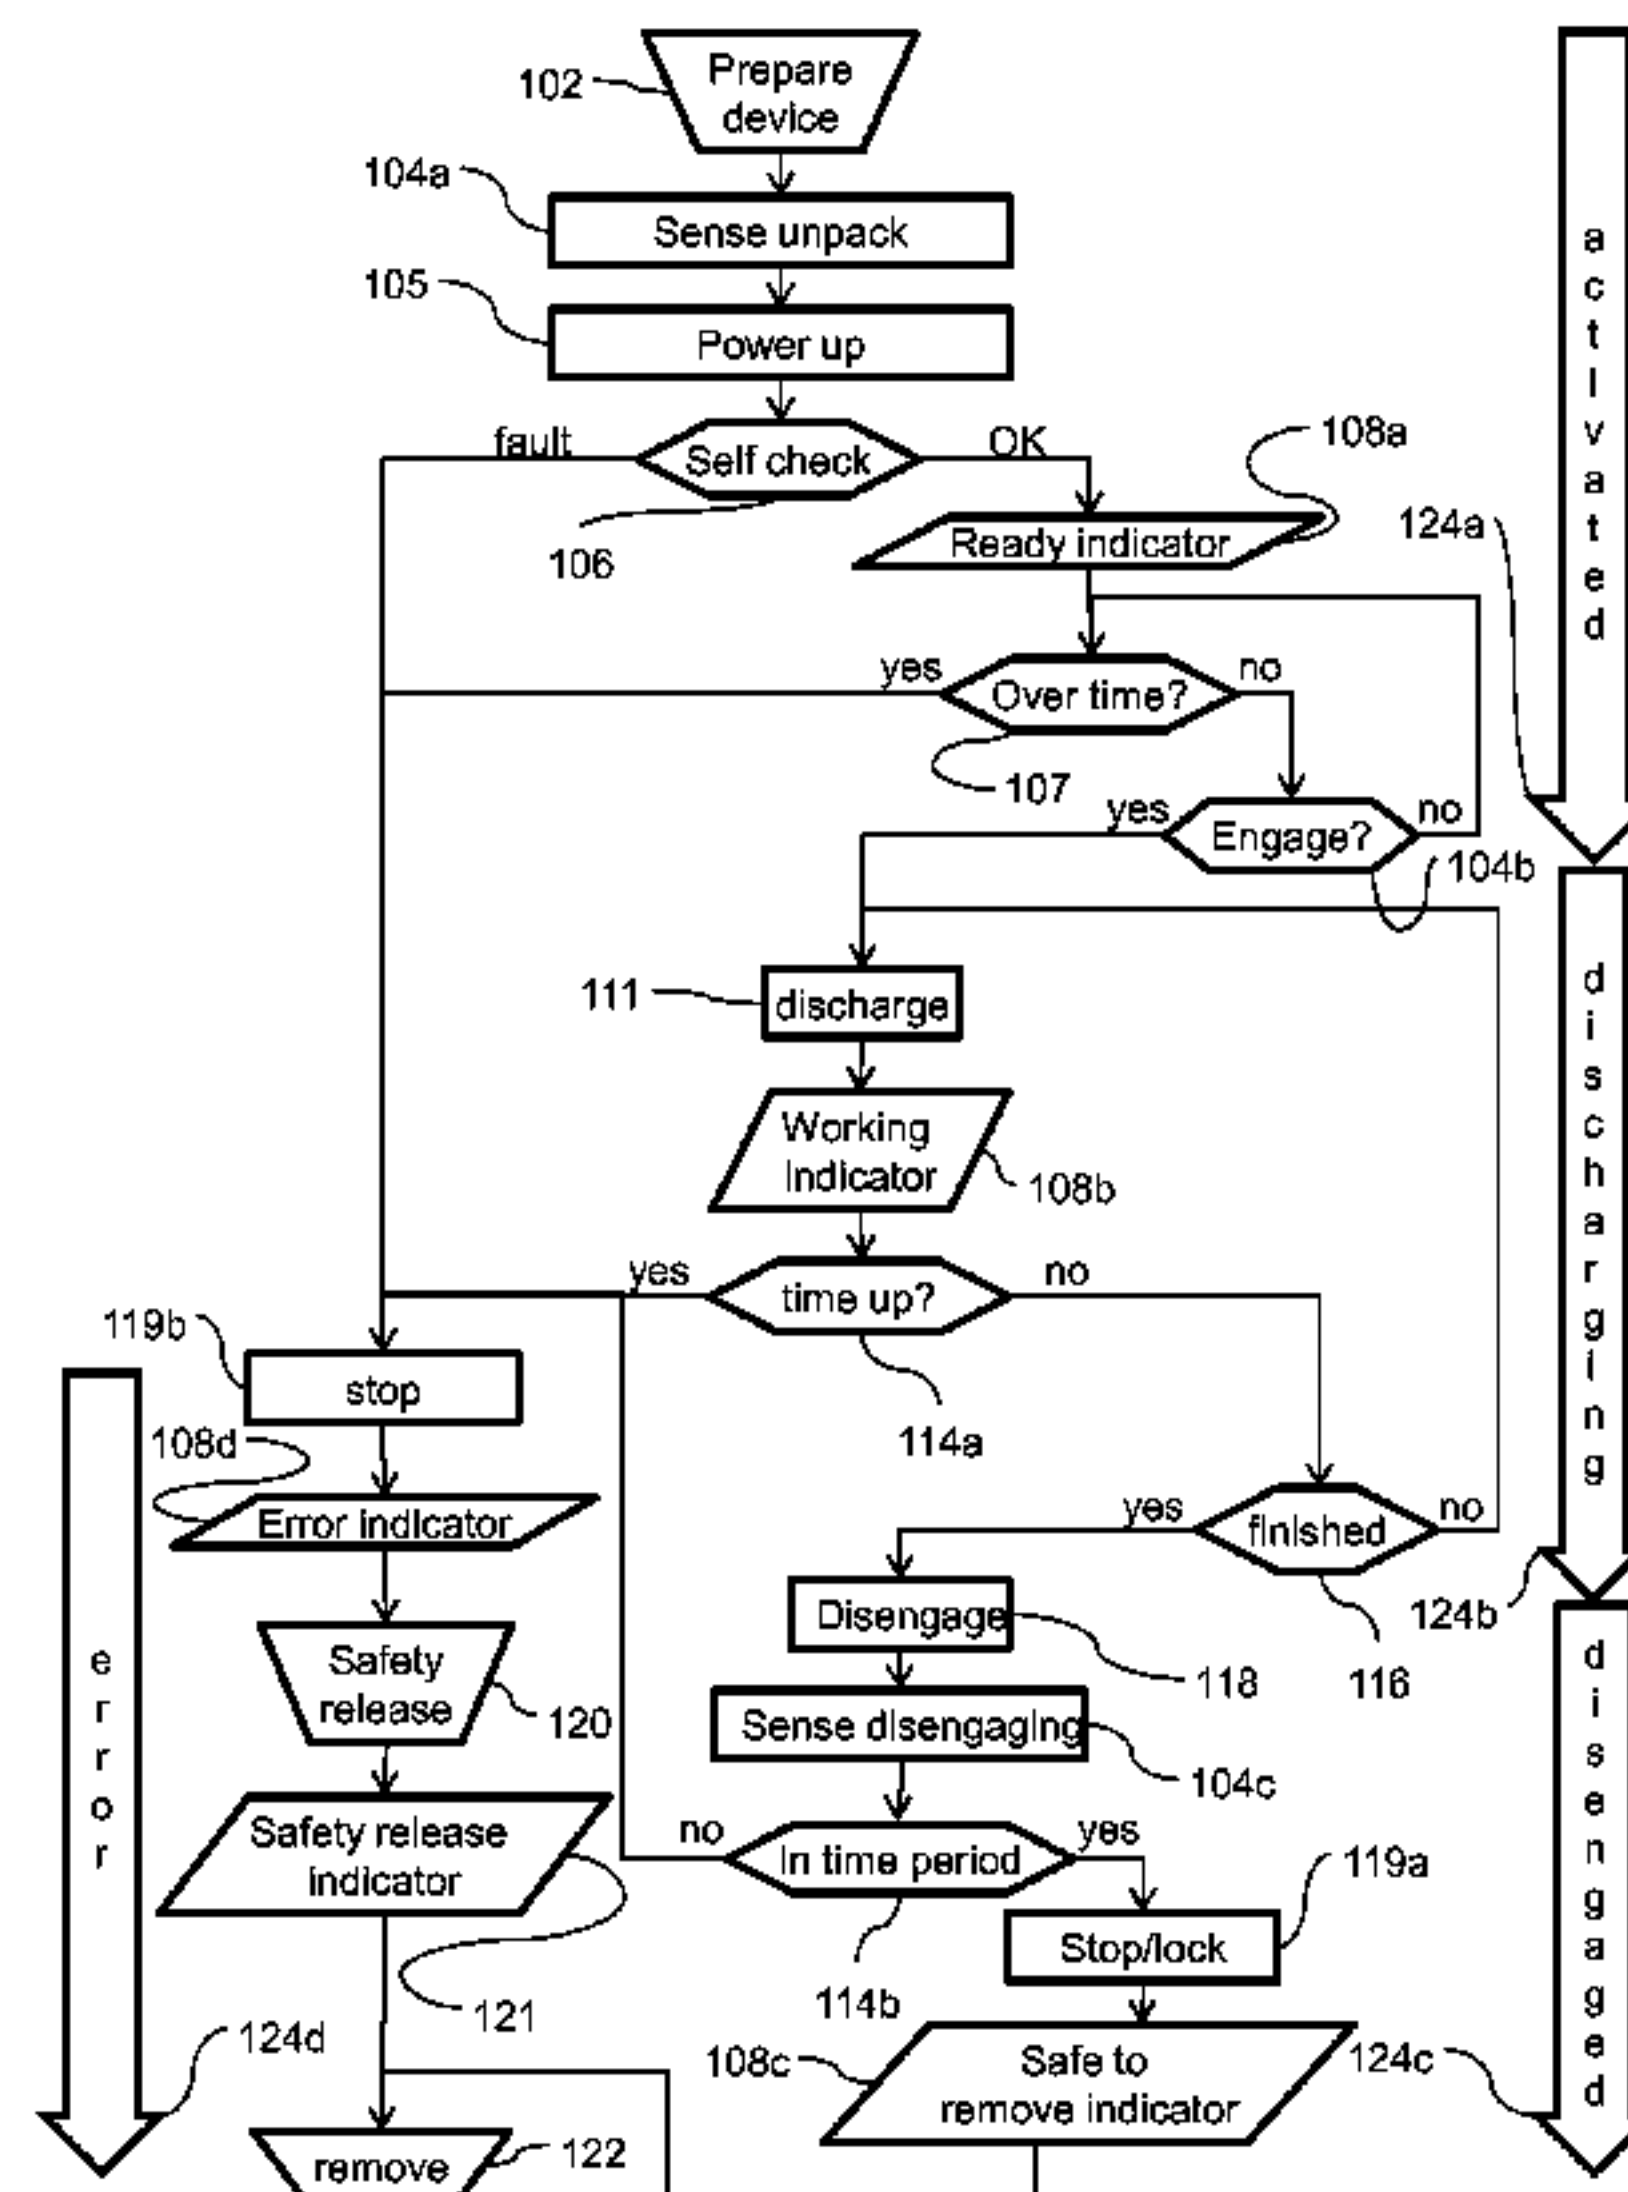 102
Prepare
device
104a
Sense unpack
105
Power up
fault
Self check
OK
108a
106
Ready indicator
124a
activated
yes
Over time?
no
107
yes
Engage?
no
104b
111
discharge
Working
Indicator
108b
discharging
yes
time up?
no
119b
stop
114a
108d
Error indicator
yes
finished
no
Disengage
124b
118
116
Safety
release
120
Sense disengaging
104c
error
Safety release
indicator
no
In time period
yes
119a
Stop/lock
114b
121
disengaged
124d
108c
Safe to
remove indicator
124c
remove
122